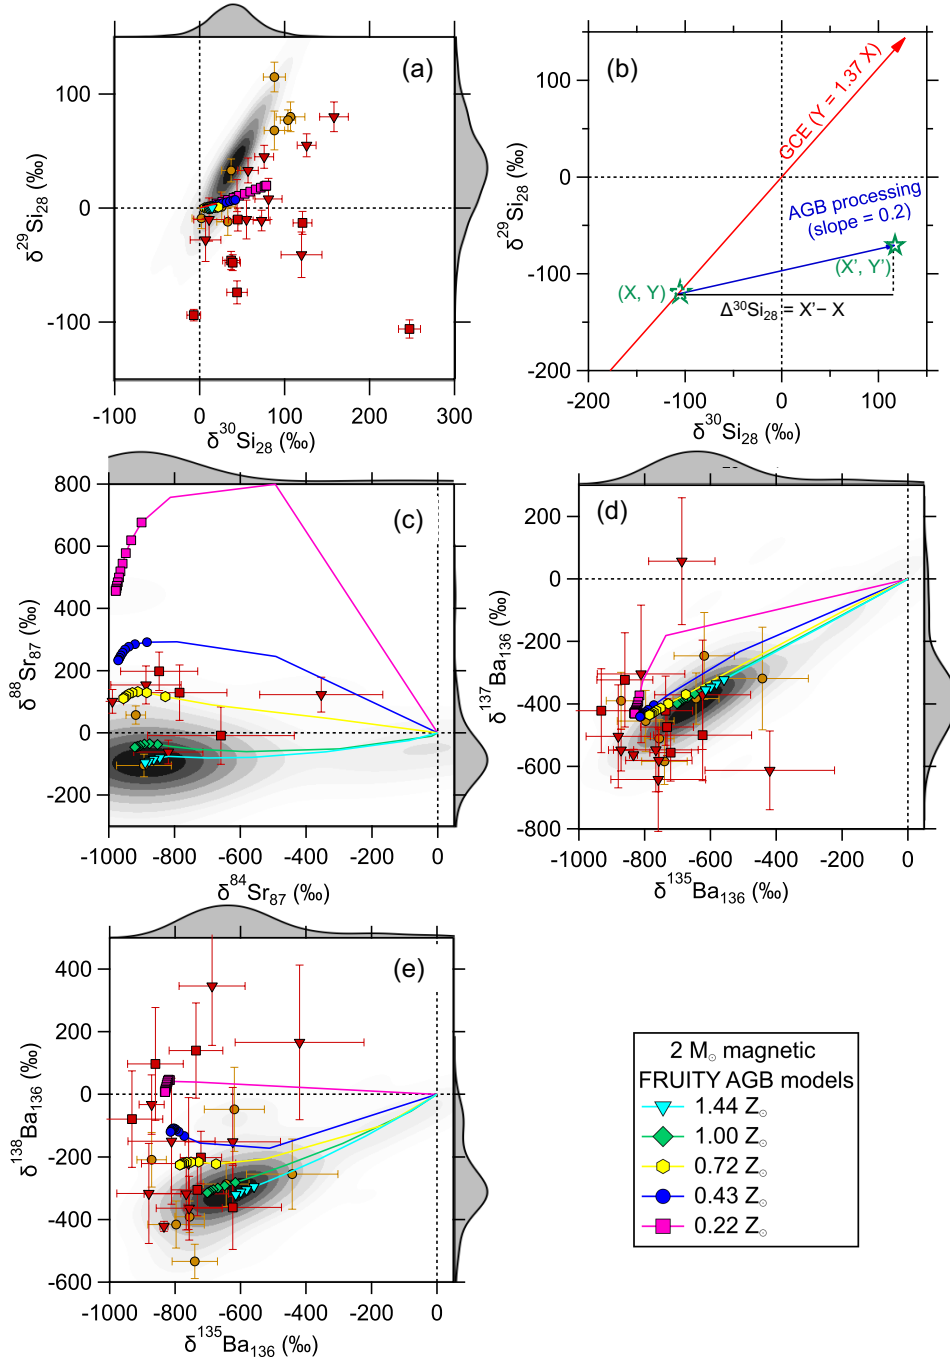 (a)
100
0
-100
δ29Si28 (‰)
-100 0 100 200 300
δ30Si28 (‰)
(b)
100
0
-100
-200
δ29Si28 (‰)
GCE (Y = 1.37 X)
AGB processing
(slope = 0.2)
(X', Y')
(X, Y)
Δ30Si28 = X'− X
-200 -100 0 100
δ30Si28 (‰)
(c)
800
600
400
200
0
-200
δ88Sr87 (‰)
-1000 -800 -600 -400 -200 0
δ84Sr87 (‰)
(d)
200
0
-200
-400
-600
-800
δ137Ba136 (‰)
-1000 -800 -600 -400 -200 0
δ135Ba136 (‰)
(e)
400
200
0
-200
-400
-600
δ138Ba136 (‰)
-1000 -800 -600 -400 -200 0
δ135Ba136 (‰)
2 M☉ magnetic
FRUITY AGB models
1.44 Z☉
1.00 Z☉
0.72 Z☉
0.43 Z☉
0.22 Z☉